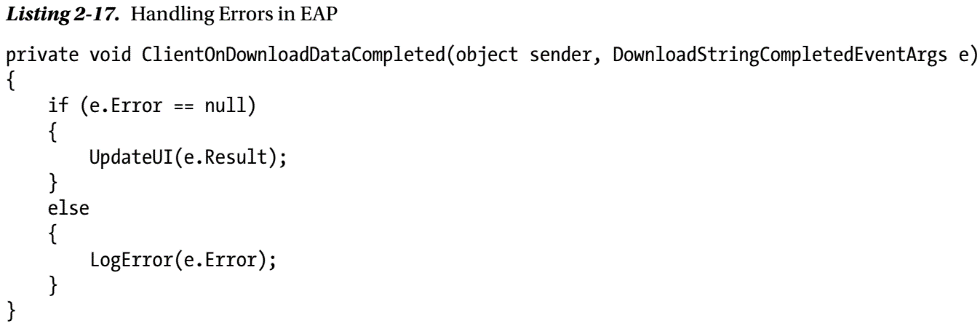 Listing 2-17. Handling Errors in EAP
private void ClientOnDownloadDataCompleted(object sender, DownloadStringCompletedEventArgs e)
{
    if (e.Error == null)
    {
        UpdateUI(e.Result);
    }
    else
    {
        LogError(e.Error);
    }
}